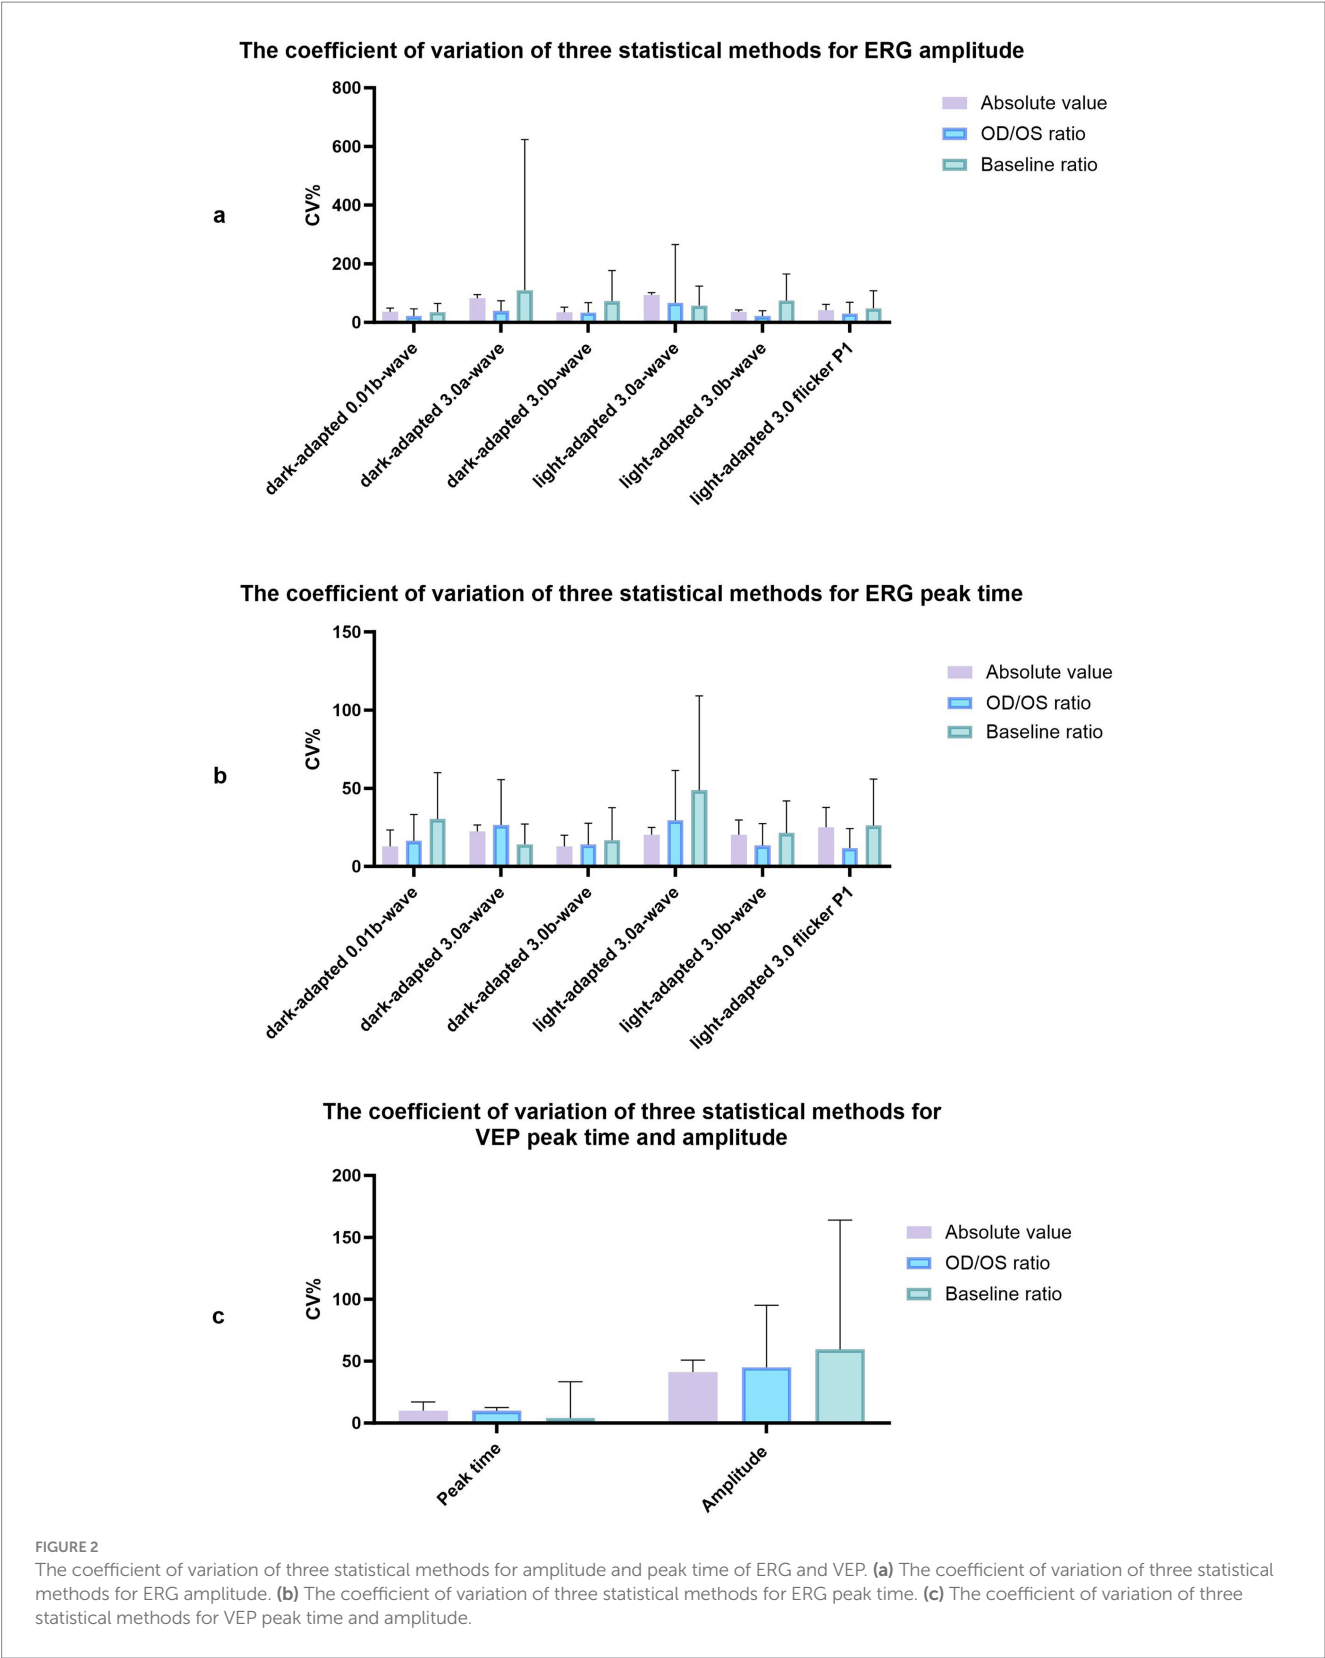 The coefficient of variation of three statistical methods for ERG amplitude
800
600
400
200
0
CV%
a
Absolute value
OD/OS ratio
Baseline ratio
dark-adapted 0.01b-wave
dark-adapted 3.0a-wave
dark-adapted 3.0b-wave
light-adapted 3.0a-wave
light-adapted 3.0b-wave
light-adapted 3.0 flicker P1
The coefficient of variation of three statistical methods for ERG peak time
150
100
50
0
CV%
b
Absolute value
OD/OS ratio
Baseline ratio
dark-adapted 0.01b-wave
dark-adapted 3.0a-wave
dark-adapted 3.0b-wave
light-adapted 3.0a-wave
light-adapted 3.0b-wave
light-adapted 3.0 flicker P1
The coefficient of variation of three statistical methods for
VEP peak time and amplitude
200
150
100
50
0
CV%
c
Absolute value
OD/OS ratio
Baseline ratio
Peak time
Amplitude
FIGURE 2
The coefficient of variation of three statistical methods for amplitude and peak time of ERG and VEP. (a) The coefficient of variation of three statistical
methods for ERG amplitude. (b) The coefficient of variation of three statistical methods for ERG peak time. (c) The coefficient of variation of three
statistical methods for VEP peak time and amplitude.